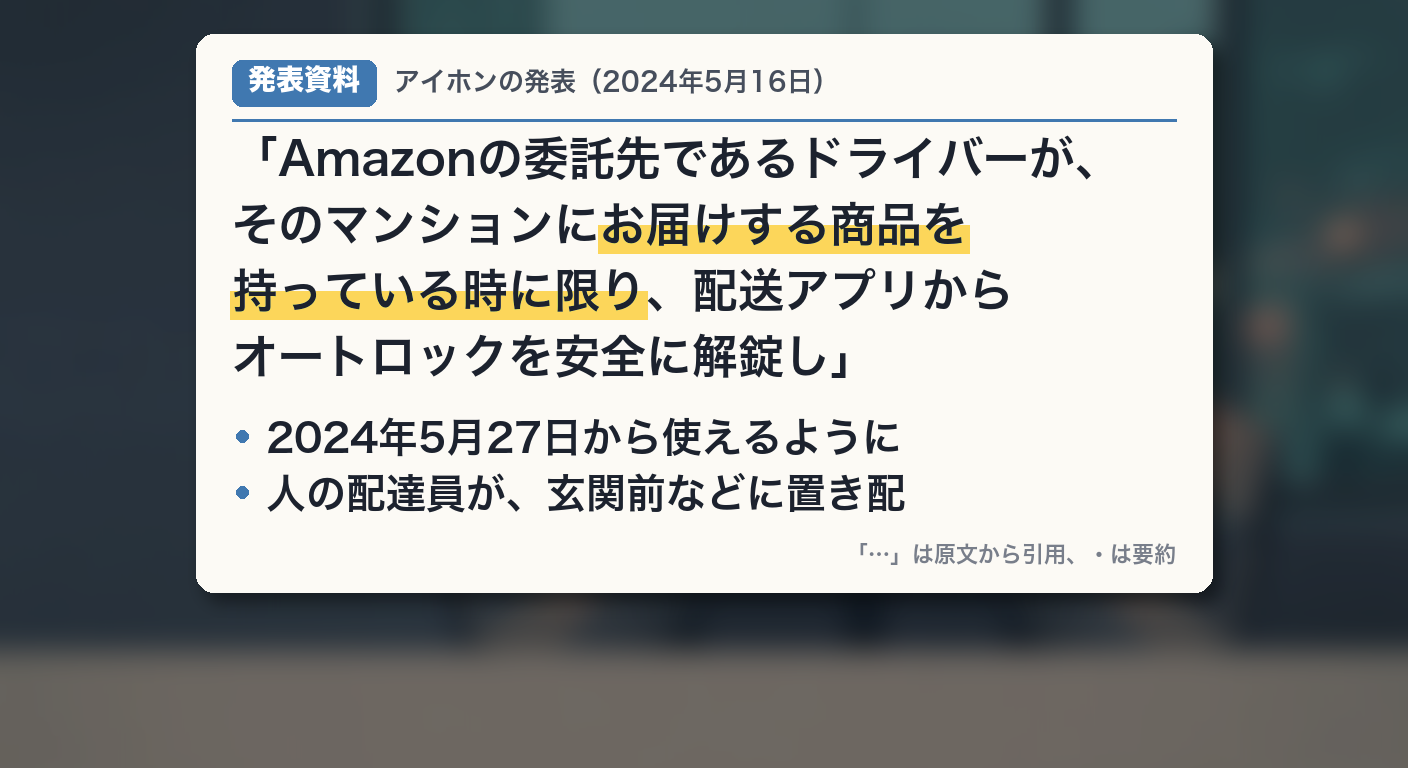 発表資料 アイホンの発表（2024年5月16日）
「Amazonの委託先であるドライバーが、
そのマンションにお届けする商品を
持っている時に限り、配送アプリから
オートロックを安全に解錠し」
• 2024年5月27日から使えるように
• 人の配達員が、玄関前などに置き配
「…」は原文から引用、・は要約